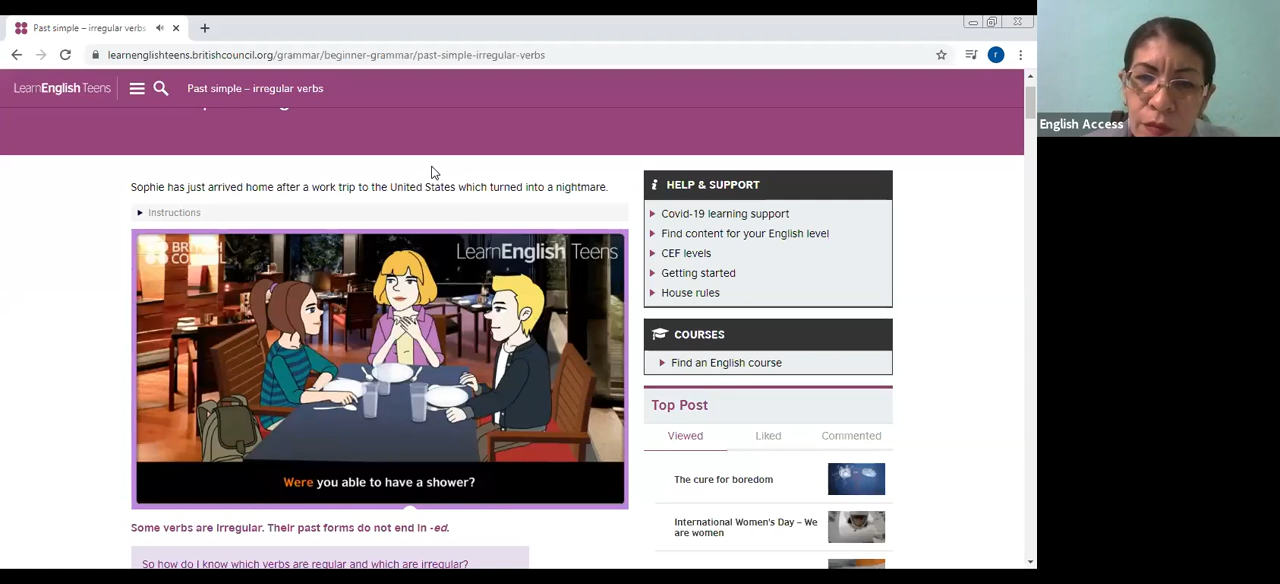 Past simple – irregular verbs
learnenglishteens.britishcouncil.org/grammar/beginner-grammar/past-simple-irregular-verbs
r
LearnEnglish Teens
Past simple – irregular verbs
English Access
Sophie has just arrived home after a work trip to the United States which turned into a nightmare.
Instructions
BRITISH
COUNCIL
LearnEnglish Teens
Were you able to have a shower?
Some verbs are irregular. Their past forms do not end in -ed.
So how do I know which verbs are regular and which are irregular?
HELP & SUPPORT
Covid-19 learning support
Find content for your English level
CEF levels
Getting started
House rules
COURSES
Find an English course
Top Post
Viewed
Liked
Commented
The cure for boredom
International Women's Day – We
are women